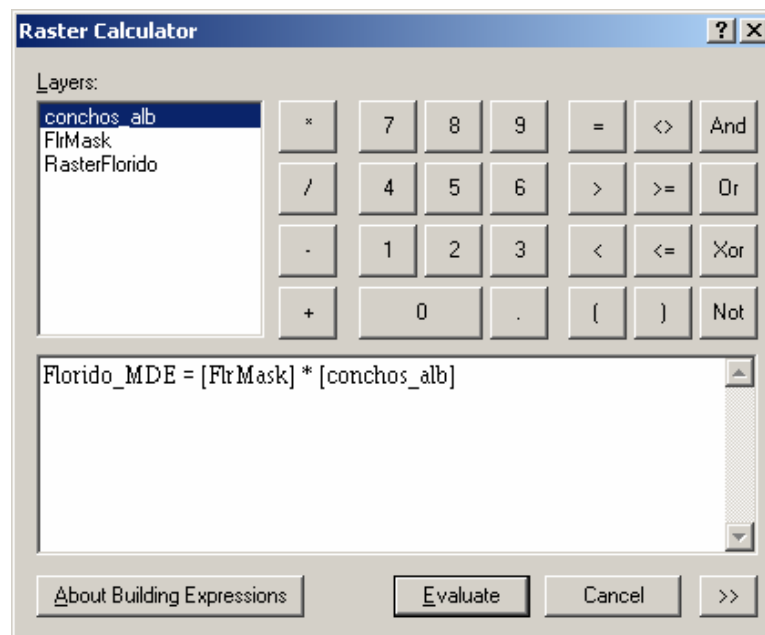 Raster Calculator ? X
Layers:
conchos_alb
FlrMask
RasterFlorido
* 7 8 9 = <> And
/ 4 5 6 > >= Or
- 1 2 3 < <= Xor
+ 0 . ( ) Not
Florido_MDE = [FlrMask] * [conchos_alb]
About Building Expressions Evaluate Cancel >>